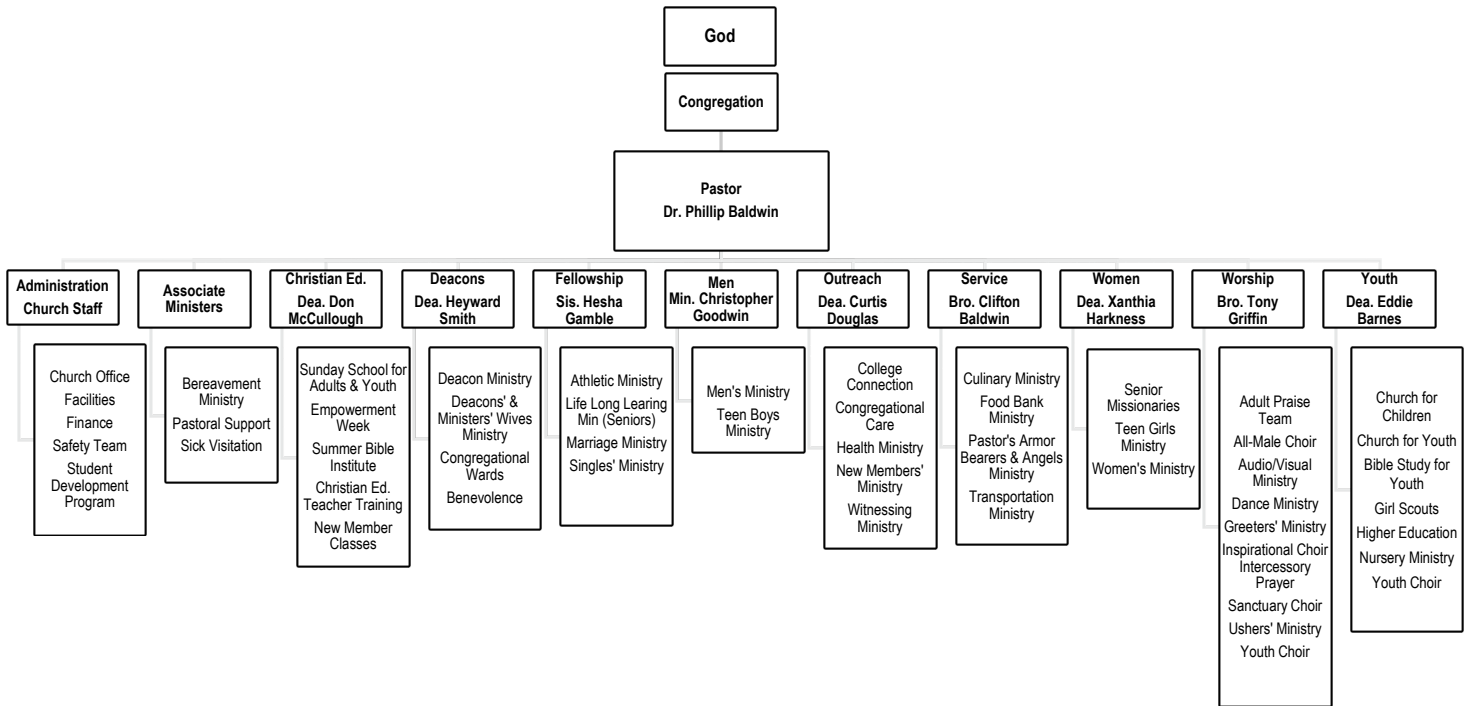 God
Congregation
Pastor
Dr. Phillip Baldwin
Administration
Church Staff
Church Office
Facilities
Finance
Safety Team
Student
Development
Program
Associate
Ministers
Bereavement
Ministry
Pastoral Support
Sick Visitation
Christian Ed.
Dea. Don
McCullough
Sunday School for
Adults & Youth
Empowerment
Week
Summer Bible
Institute
Christian Ed.
Teacher Training
New Member
Classes
Deacons
Dea. Heyward
Smith
Deacon Ministry
Deacons' &
Ministers' Wives
Ministry
Congregational
Wards
Benevolence
Fellowship
Sis. Hesha
Gamble
Athletic Ministry
Life Long Learing
Min (Seniors)
Marriage Ministry
Singles' Ministry
Men
Min. Christopher
Goodwin
Men's Ministry
Teen Boys
Ministry
Outreach
Dea. Curtis
Douglas
College
Connection
Congregational
Care
Health Ministry
New Members'
Ministry
Witnessing
Ministry
Service
Bro. Clifton
Baldwin
Culinary Ministry
Food Bank
Ministry
Pastor's Armor
Bearers & Angels
Ministry
Transportation
Ministry
Women
Dea. Xanthia
Harkness
Senior
Missionaries
Teen Girls
Ministry
Women's Ministry
Worship
Bro. Tony
Griffin
Adult Praise
Team
All-Male Choir
Audio/Visual
Ministry
Dance Ministry
Greeters' Ministry
Inspirational Choir
Intercessory
Prayer
Sanctuary Choir
Ushers' Ministry
Youth Choir
Youth
Dea. Eddie
Barnes
Church for
Children
Church for Youth
Bible Study for
Youth
Girl Scouts
Higher Education
Nursery Ministry
Youth Choir